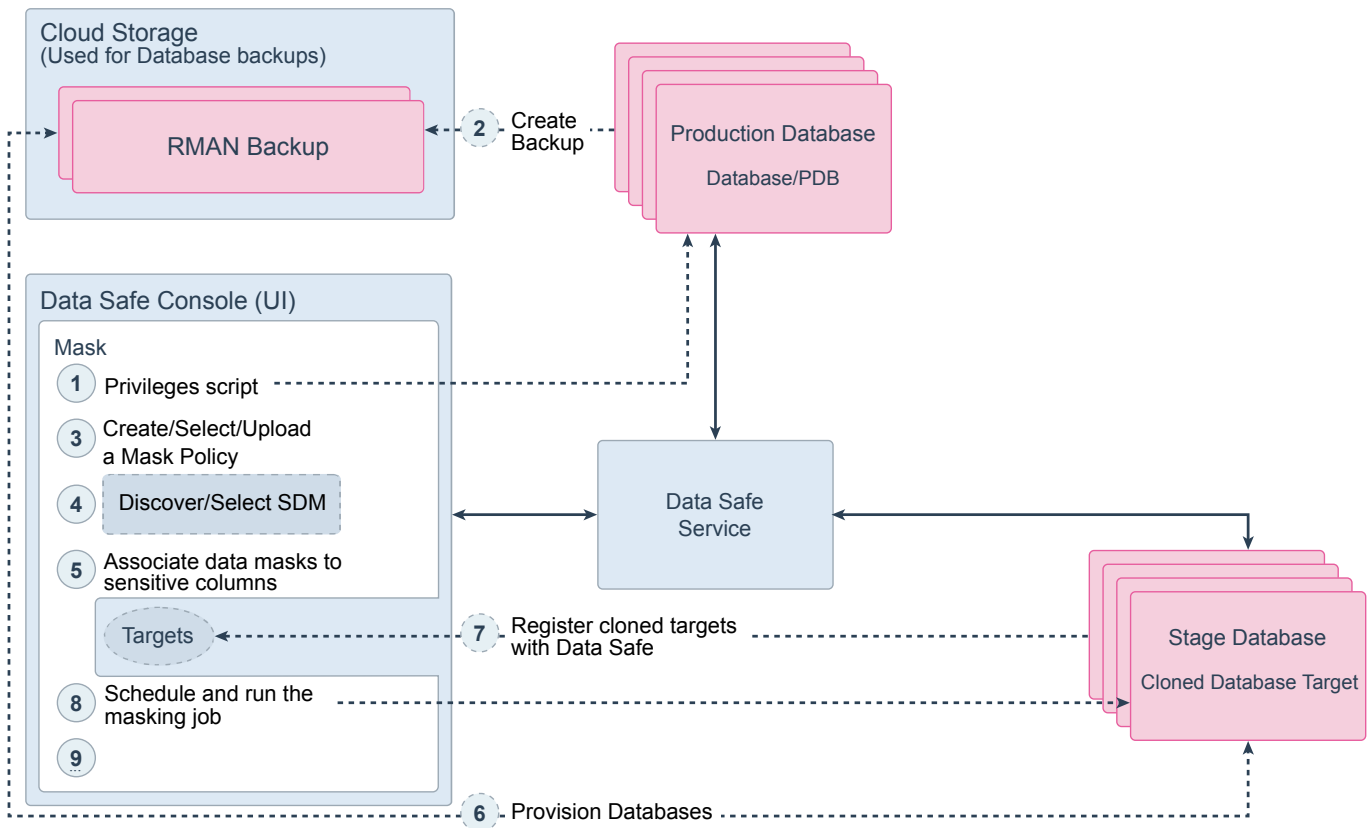 Cloud Storage
(Used for Database backups)
RMAN Backup
2
Create
Backup
Production Database
Database/PDB
Data Safe Console (UI)
Mask
1
Privileges script
3
Create/Select/Upload
a Mask Policy
4
Discover/Select SDM
5
Associate data masks to
sensitive columns
Targets
7
Register cloned targets
with Data Safe
8
Schedule and run the
masking job
9
Data Safe
Service
Stage Database
Cloned Database Target
6
Provision Databases